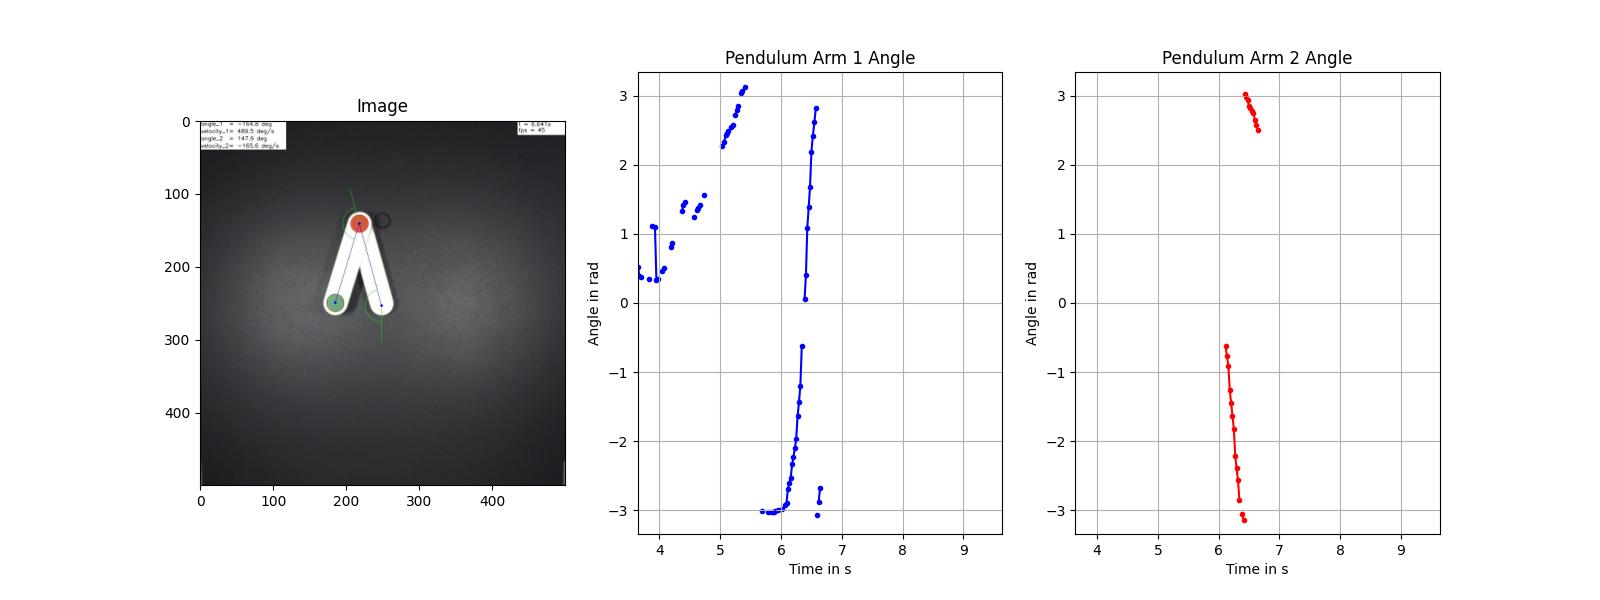 Image
angle_1 = -164.8 deg
velocity_1= 489.5 deg/s
angle_2 = 147.9 deg
velocity_2= -165.6 deg/s
t = 6.641s
fps = 45
0
100
200
300
400
0 100 200 300 400
Pendulum Arm 1 Angle
Angle in rad
3
2
1
0
−1
−2
−3
4 5 6 7 8 9
Time in s
Pendulum Arm 2 Angle
Angle in rad
3
2
1
0
−1
−2
−3
4 5 6 7 8 9
Time in s